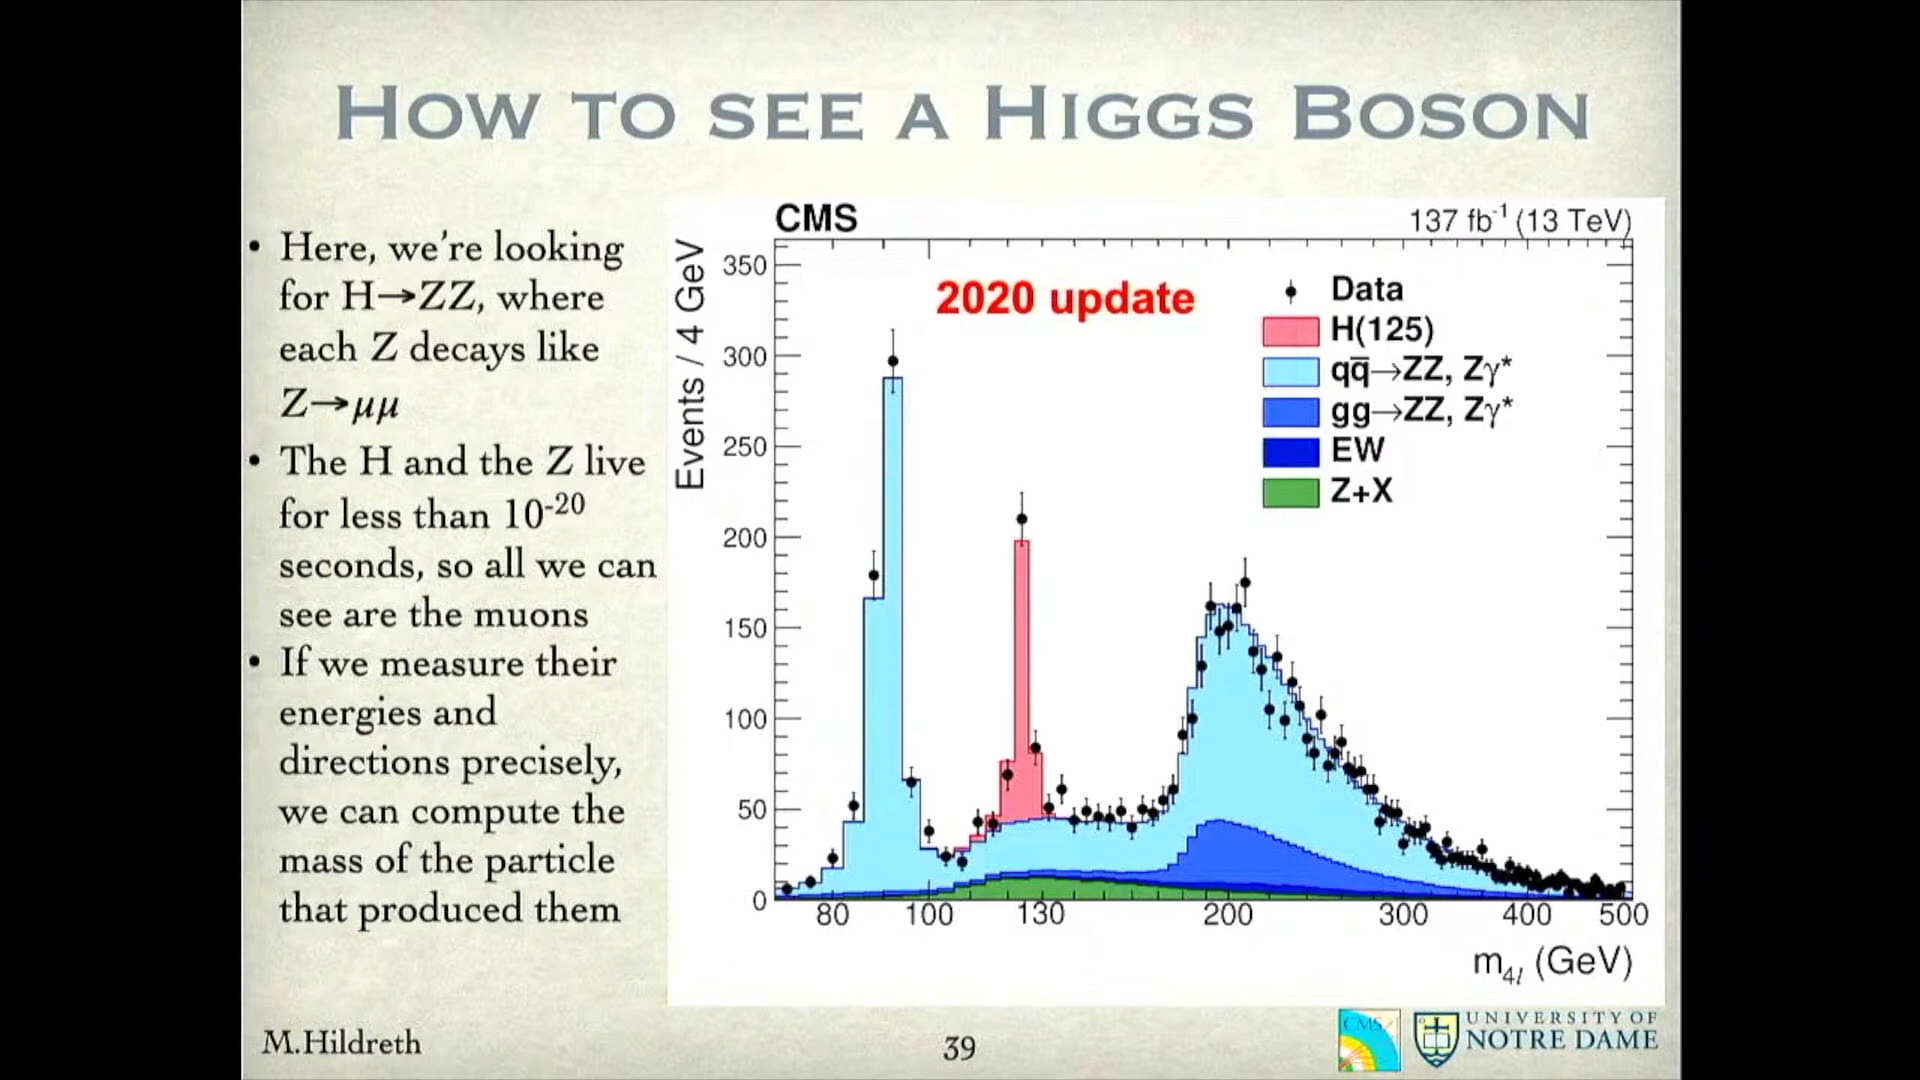 HOW TO SEE A HIGGS BOSON
• Here, we're looking
for H→ZZ, where
each Z decays like
Z→μμ
• The H and the Z live
for less than 10⁻²⁰
seconds, so all we can
see are the muons
• If we measure their
energies and
directions precisely,
we can compute the
mass of the particle
that produced them
CMS
137 fb⁻¹ (13 TeV)
Events / 4 GeV
350
300
250
200
150
100
50
0
2020 update
Data
H(125)
qq̅→ZZ, Zγ*
gg→ZZ, Zγ*
EW
Z+X
80 100 130 200 300 400 500
m₄ₗ (GeV)
M.Hildreth
39
CMS
UNIVERSITY OF
NOTRE DAME